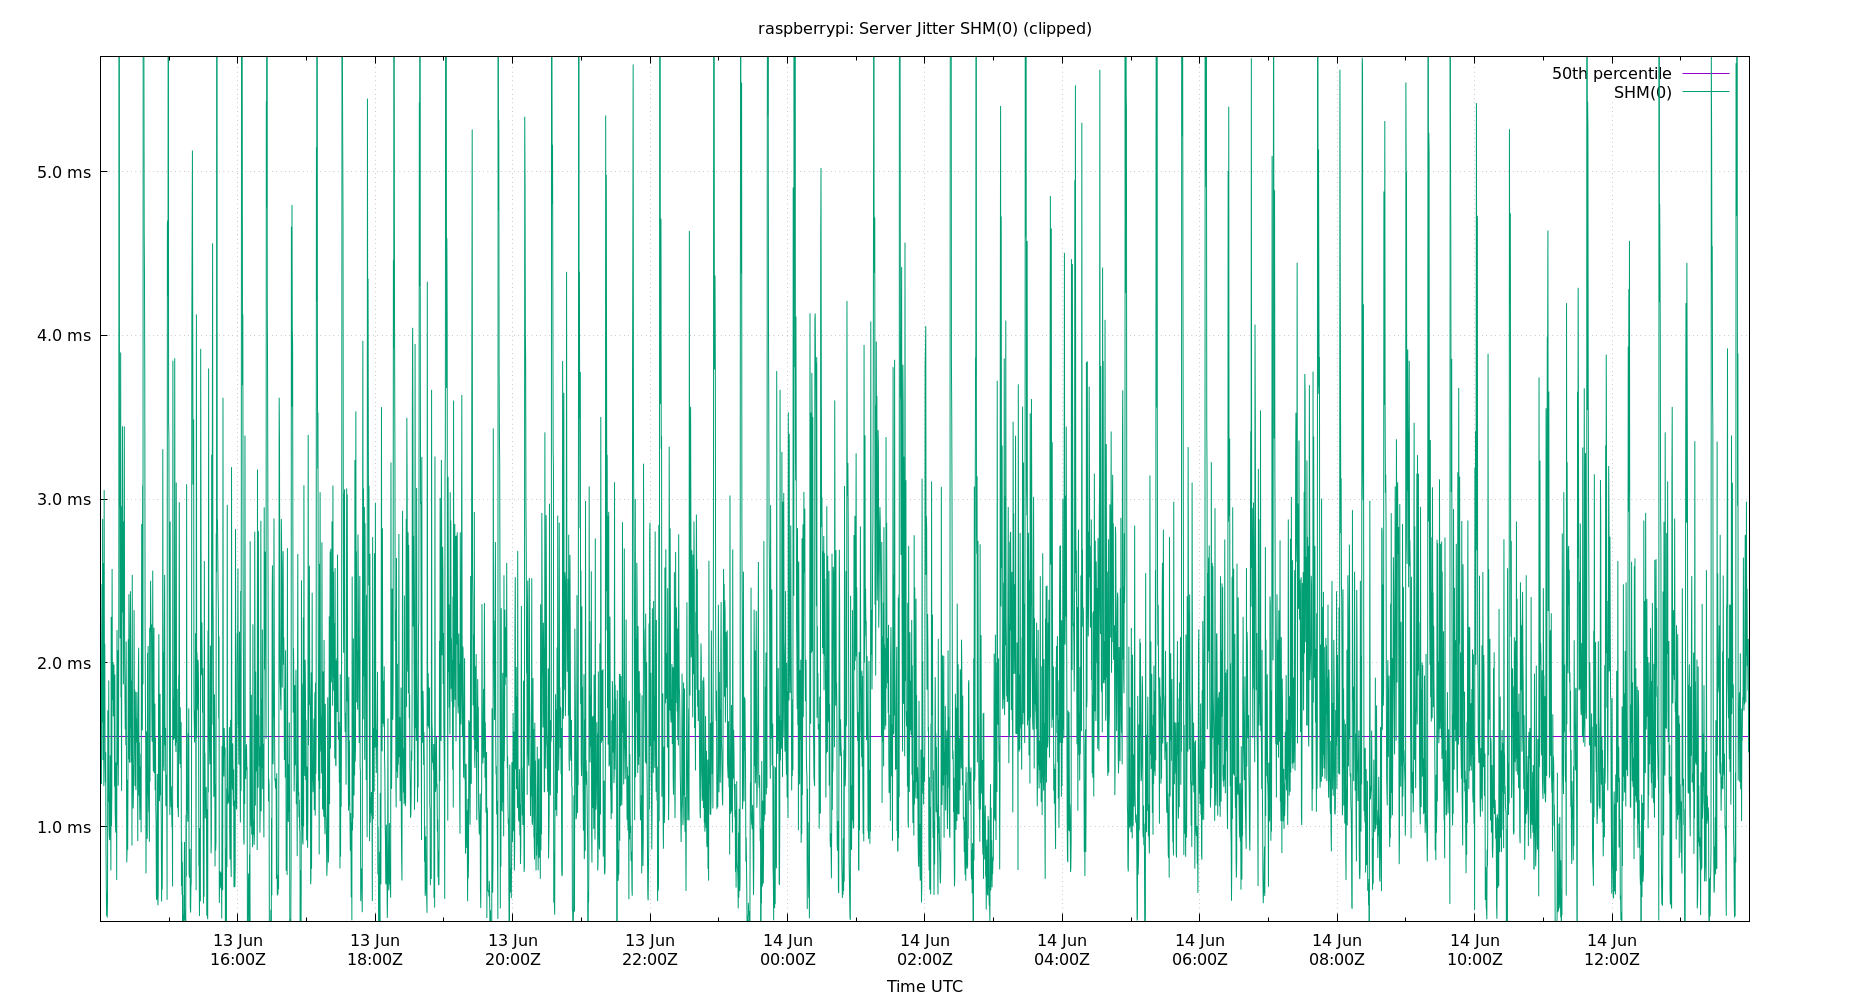 raspberrypi: Server Jitter SHM(0) (clipped)
50th percentile
SHM(0)
5.0 ms
4.0 ms
3.0 ms
2.0 ms
1.0 ms
13 Jun 13 Jun 13 Jun 13 Jun 14 Jun 14 Jun 14 Jun 14 Jun 14 Jun 14 Jun 14 Jun
16:00Z 18:00Z 20:00Z 22:00Z 00:00Z 02:00Z 04:00Z 06:00Z 08:00Z 10:00Z 12:00Z
Time UTC